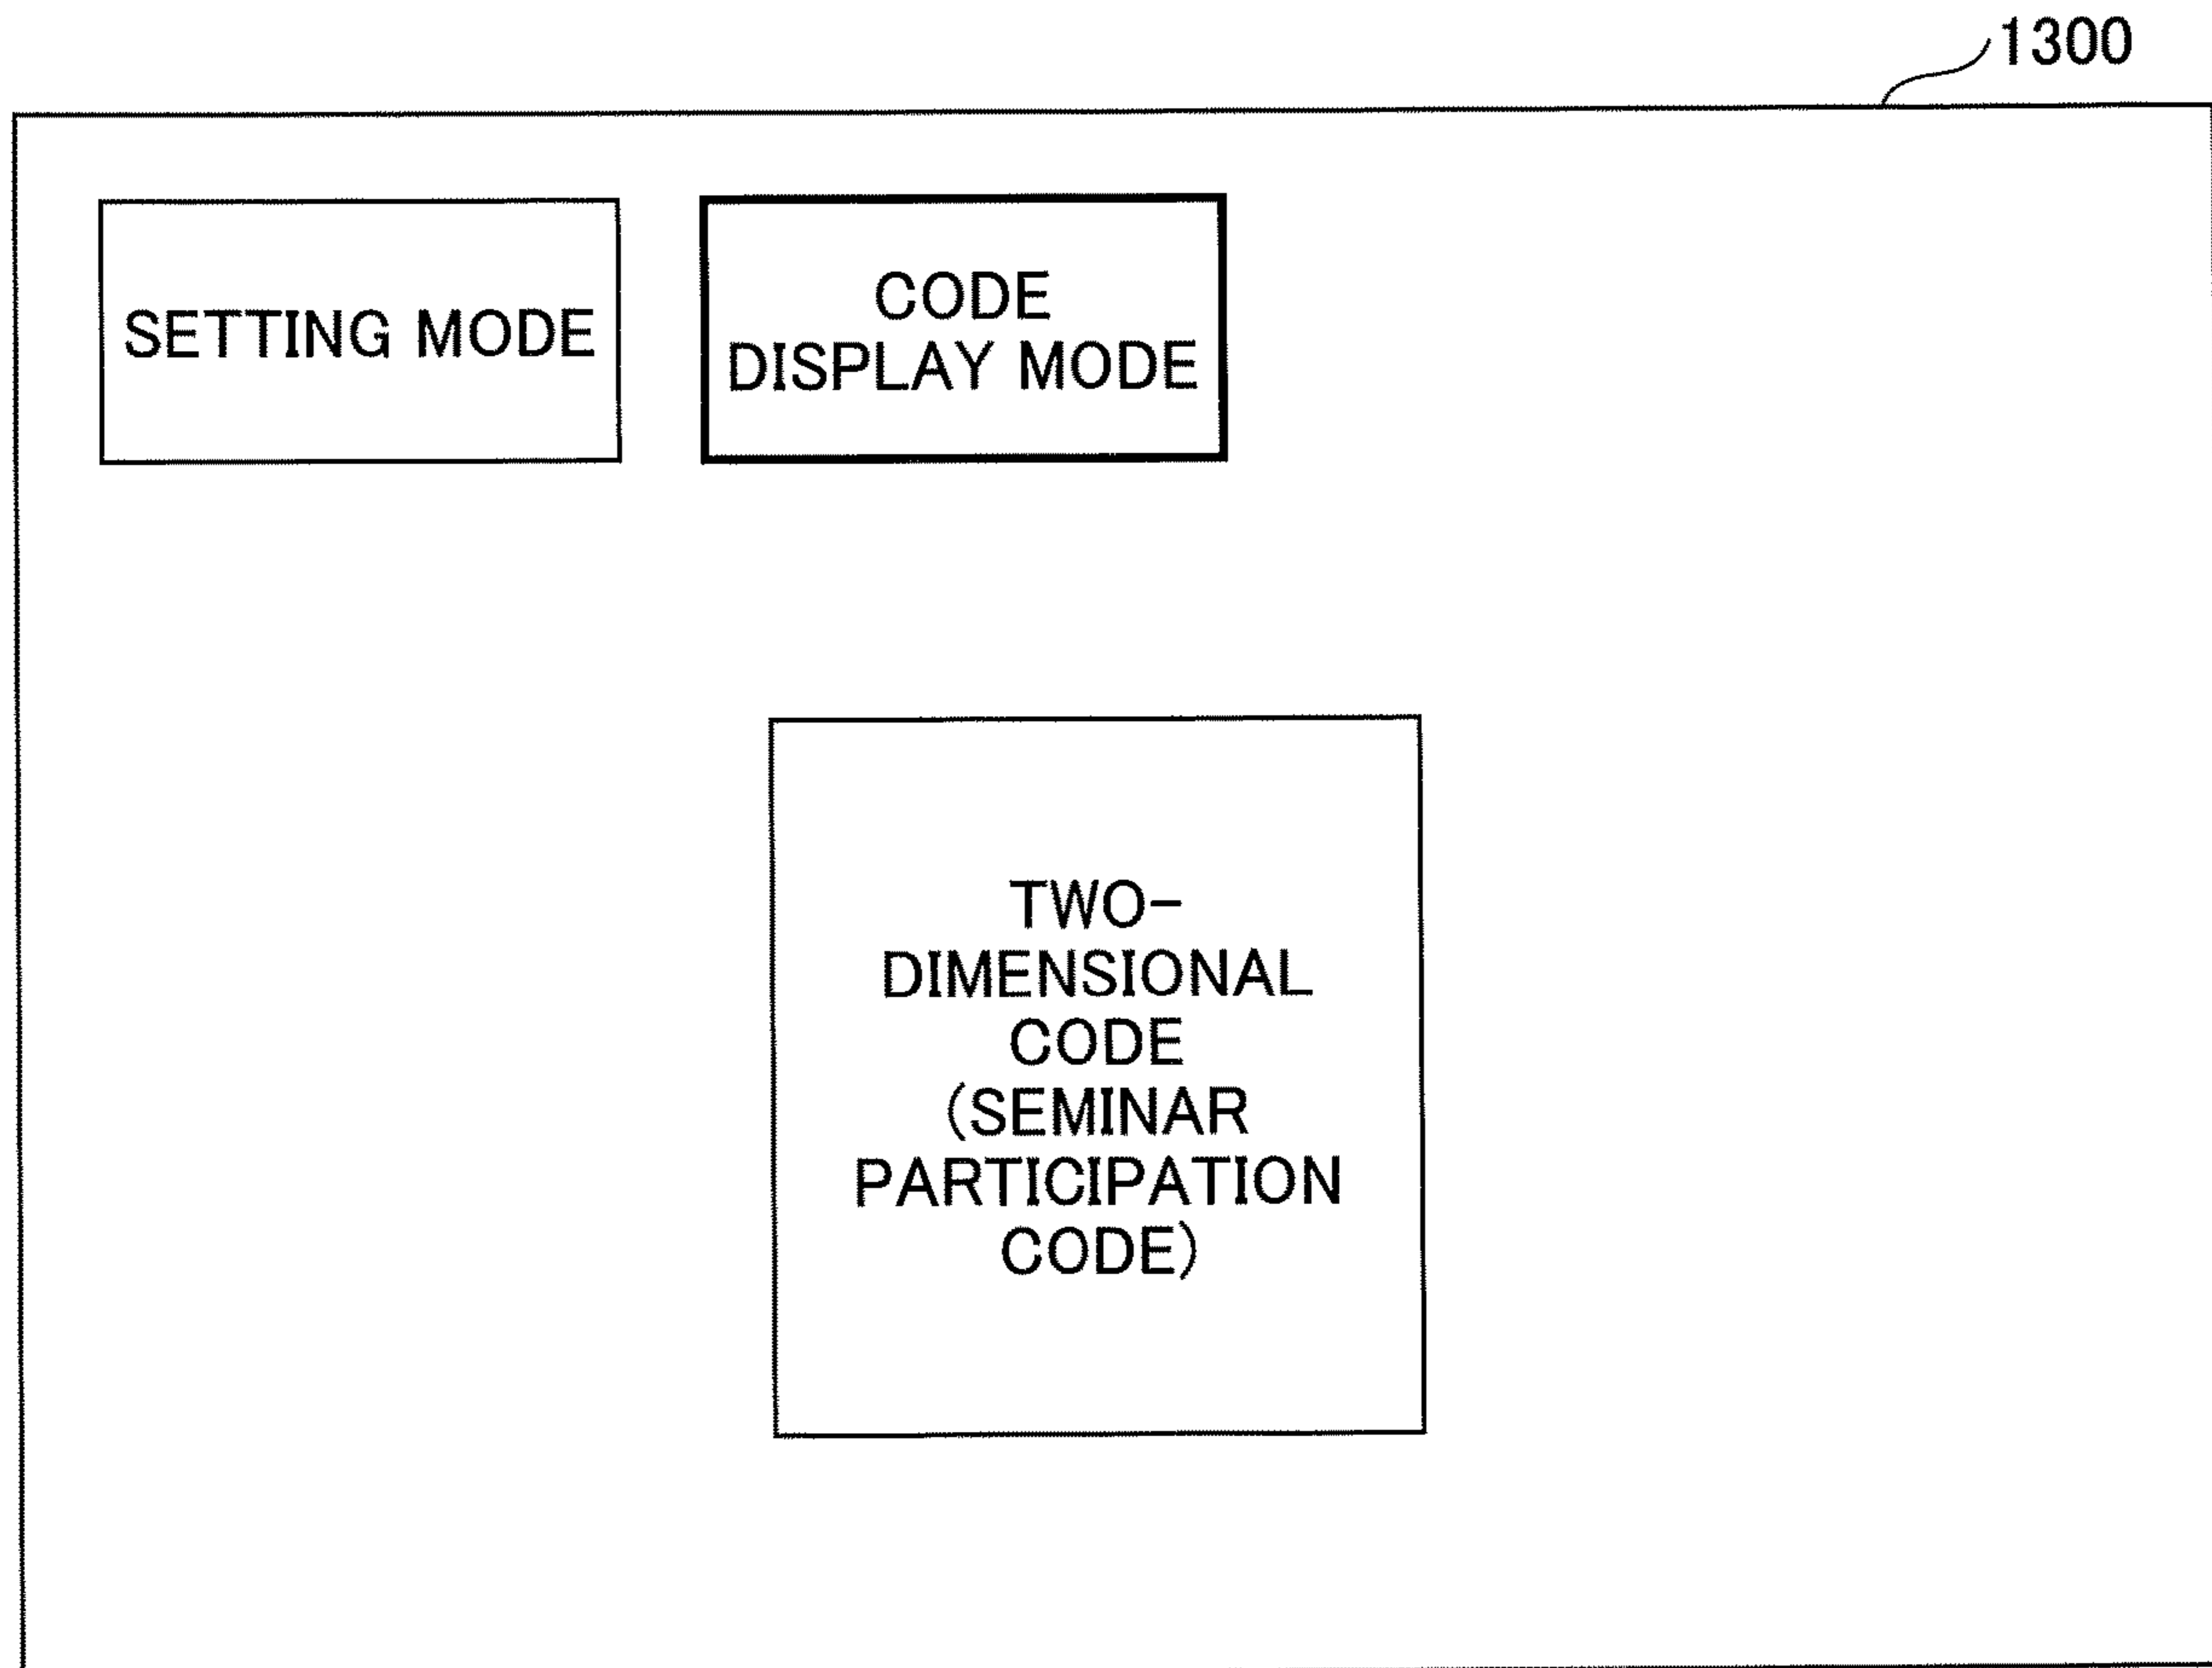 1300
SETTING MODE
CODE
DISPLAY MODE
TWO-
DIMENSIONAL
CODE
(SEMINAR
PARTICIPATION
CODE)